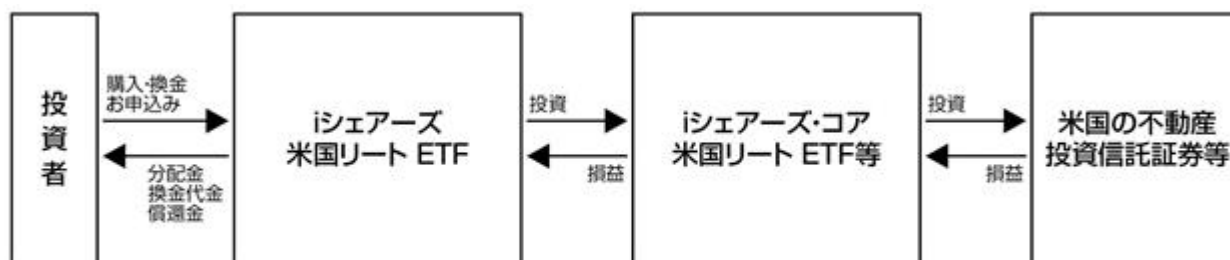 投資者
購入・換金
お申込み
分配金
換金代金
償還金
iシェアーズ
米国リート ETF
投資
損益
iシェアーズ・コア
米国リート ETF等
投資
損益
米国の不動産
投資信託証券等